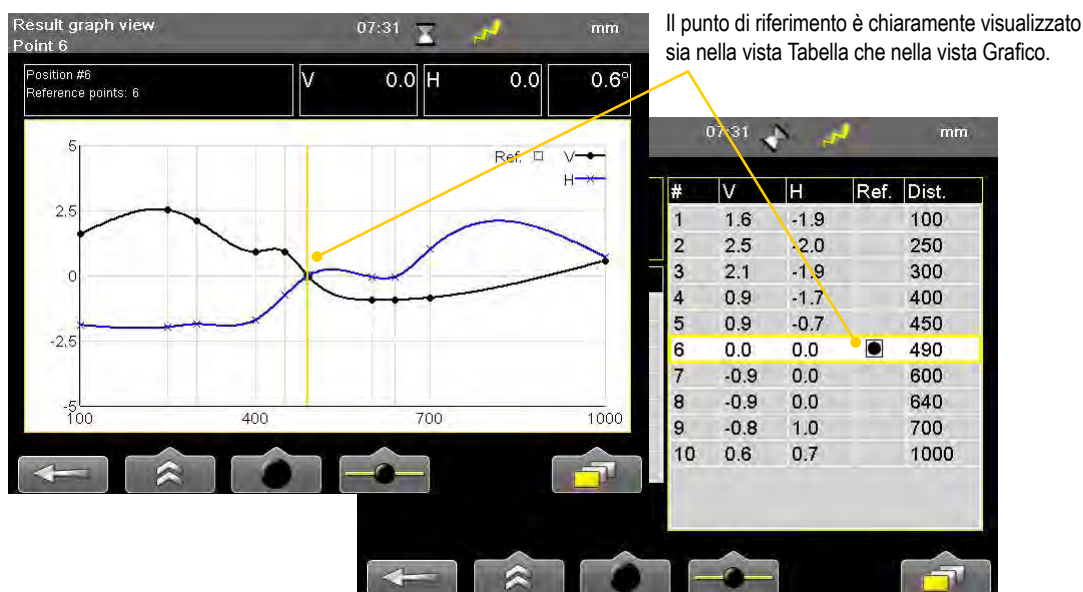 Result graph view
Point 6
07:31
mm
Position #6
Reference points: 6
V 0.0 H 0.0 0.6°
Ref. V
H
5
2.5
0
-2.5
-5
100 400 700 1000
Il punto di riferimento è chiaramente visualizzato
sia nella vista Tabella che nella vista Grafico.
07:31
mm
# V H Ref. Dist.
1 1.6 -1.9 100
2 2.5 -2.0 250
3 2.1 -1.9 300
4 0.9 -1.7 400
5 0.9 -0.7 450
6 0.0 0.0 490
7 -0.9 0.0 600
8 -0.9 0.0 640
9 -0.8 1.0 700
10 0.6 0.7 1000